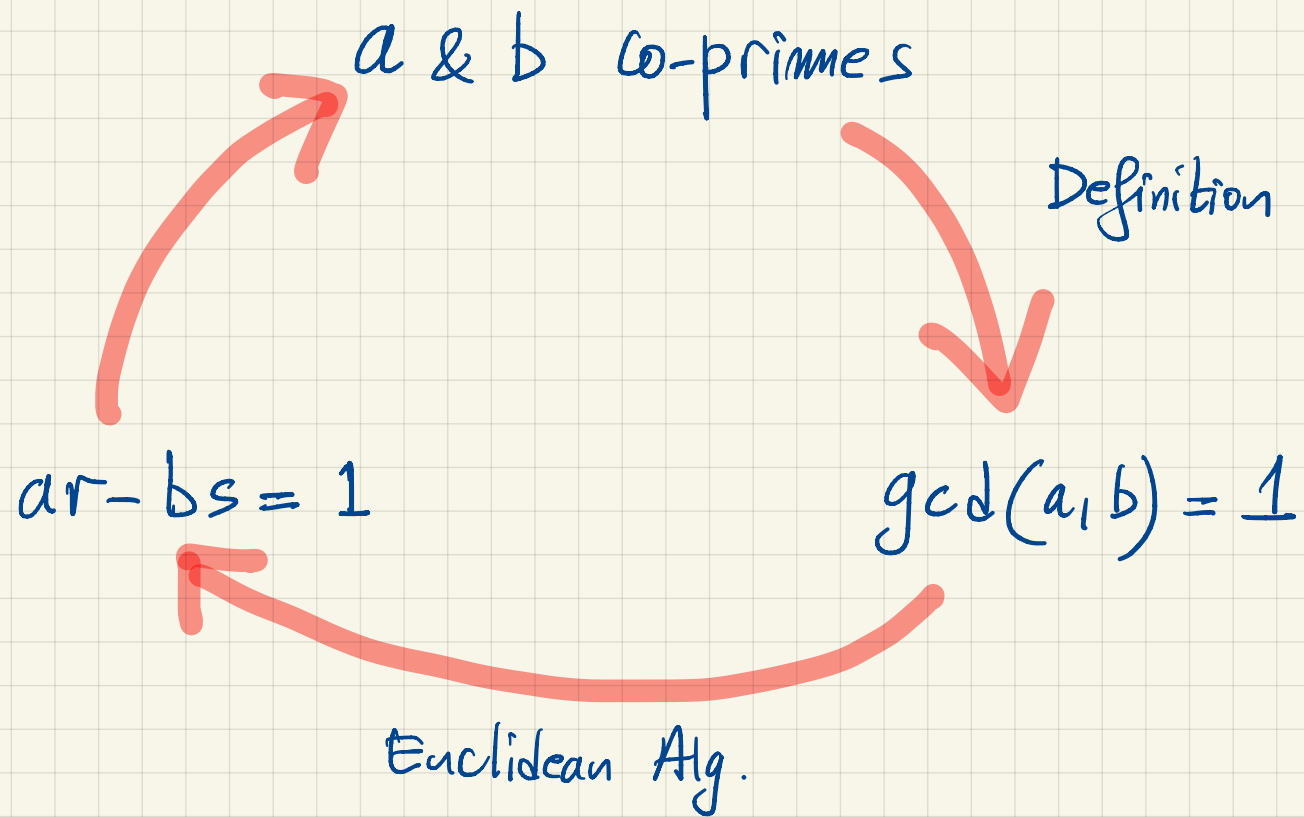 a & b co-primmes
Definition
ar - bs = 1
gcd(a, b) = 1
Euclidean Alg.